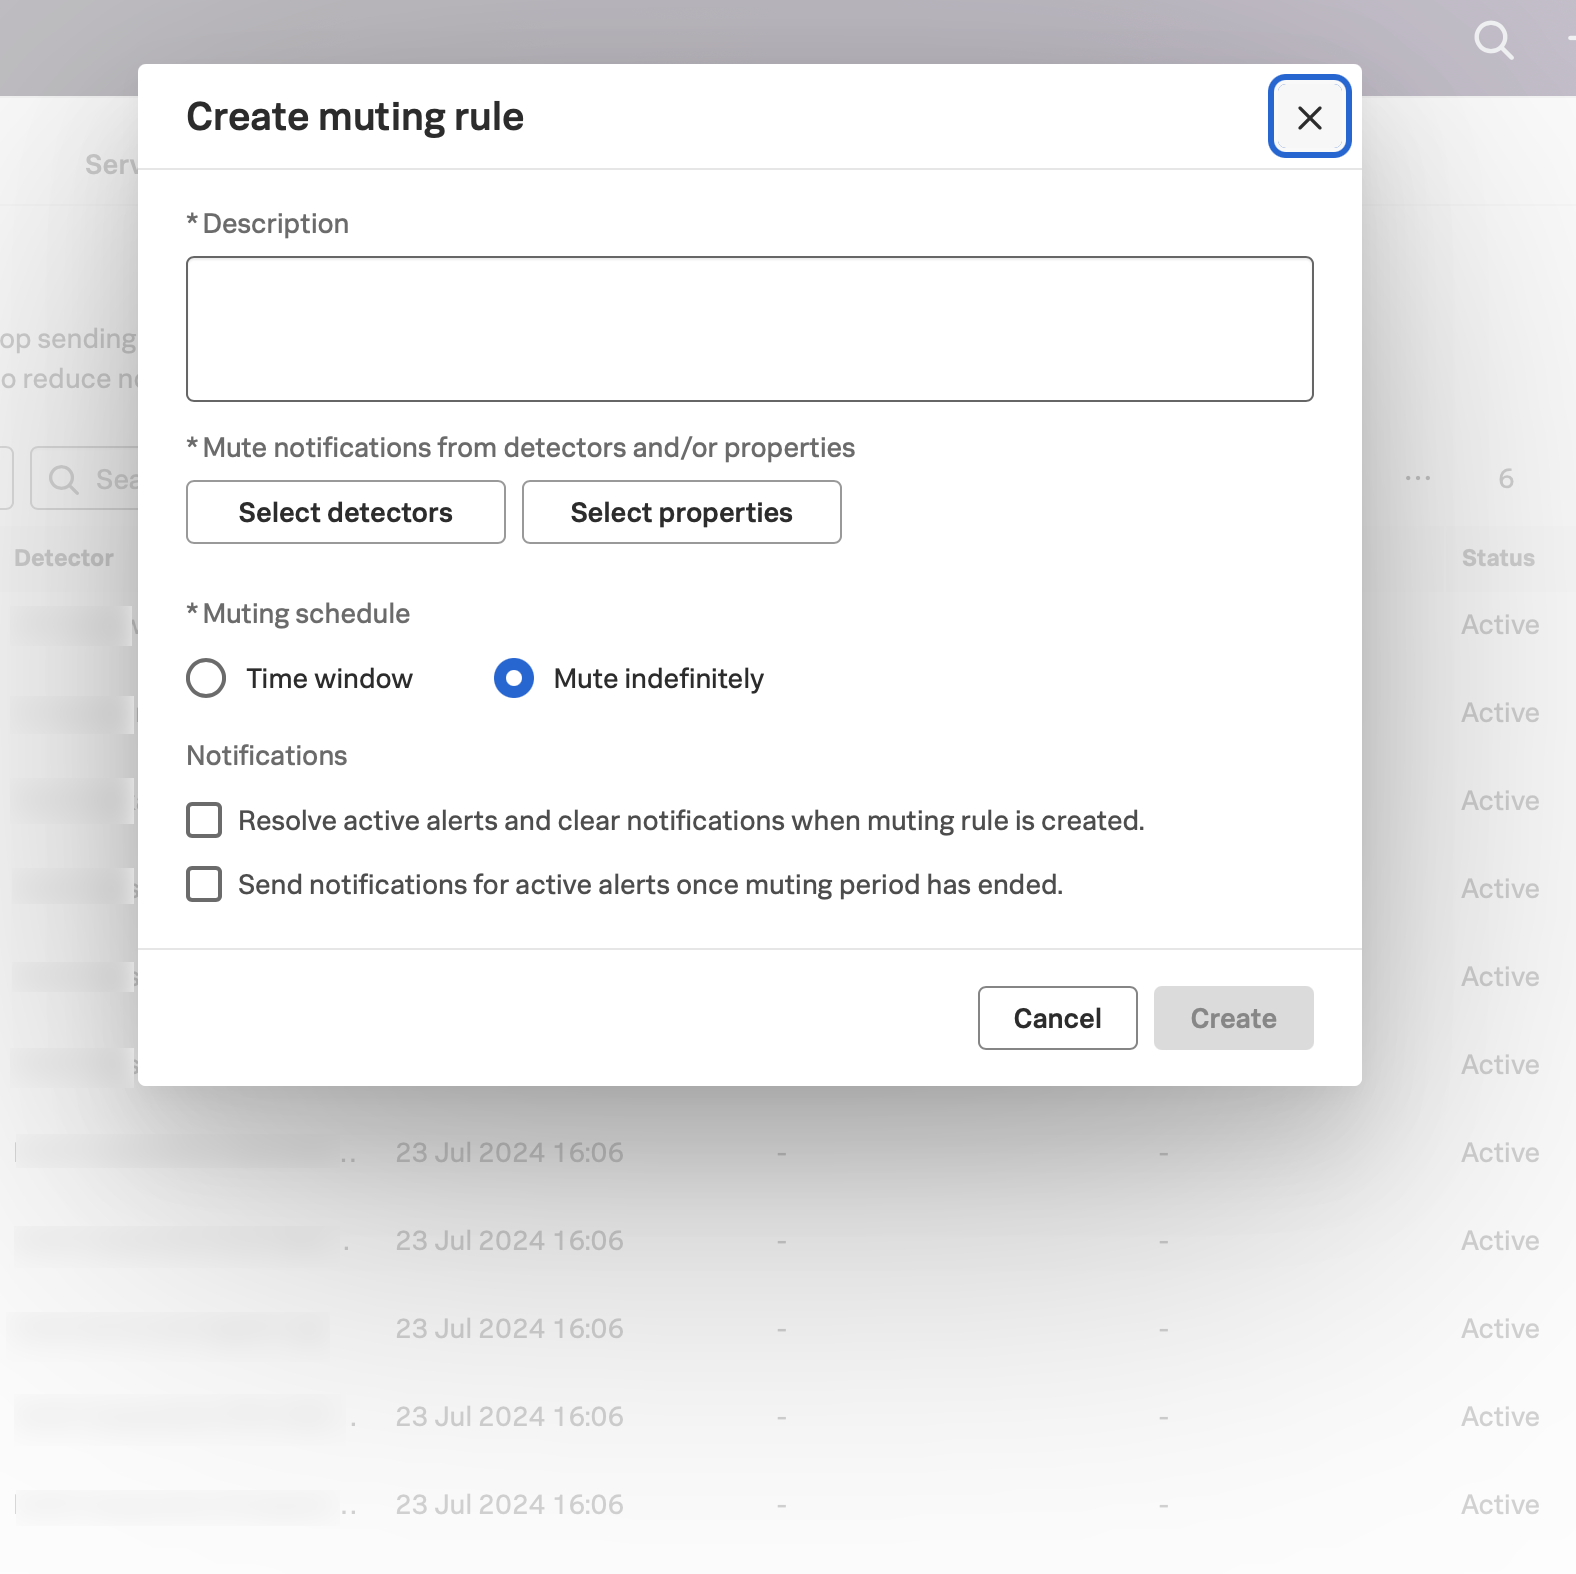 Create muting rule
Serv
* Description
op sending
o reduce
* Mute notifications from detectors and/or properties
Sea
Select detectors
Select properties
... 6
Detector
Status
* Muting schedule
Active
Time window
Mute indefinitely
Active
Notifications
Active
Resolve active alerts and clear notifications when muting rule is created.
Send notifications for active alerts once muting period has ended.
Active
Active
Cancel
Create
Active
.. 23 Jul 2024 16:06 - - Active
. 23 Jul 2024 16:06 - - Active
23 Jul 2024 16:06 - - Active
. 23 Jul 2024 16:06 - - Active
.. 23 Jul 2024 16:06 - - Active